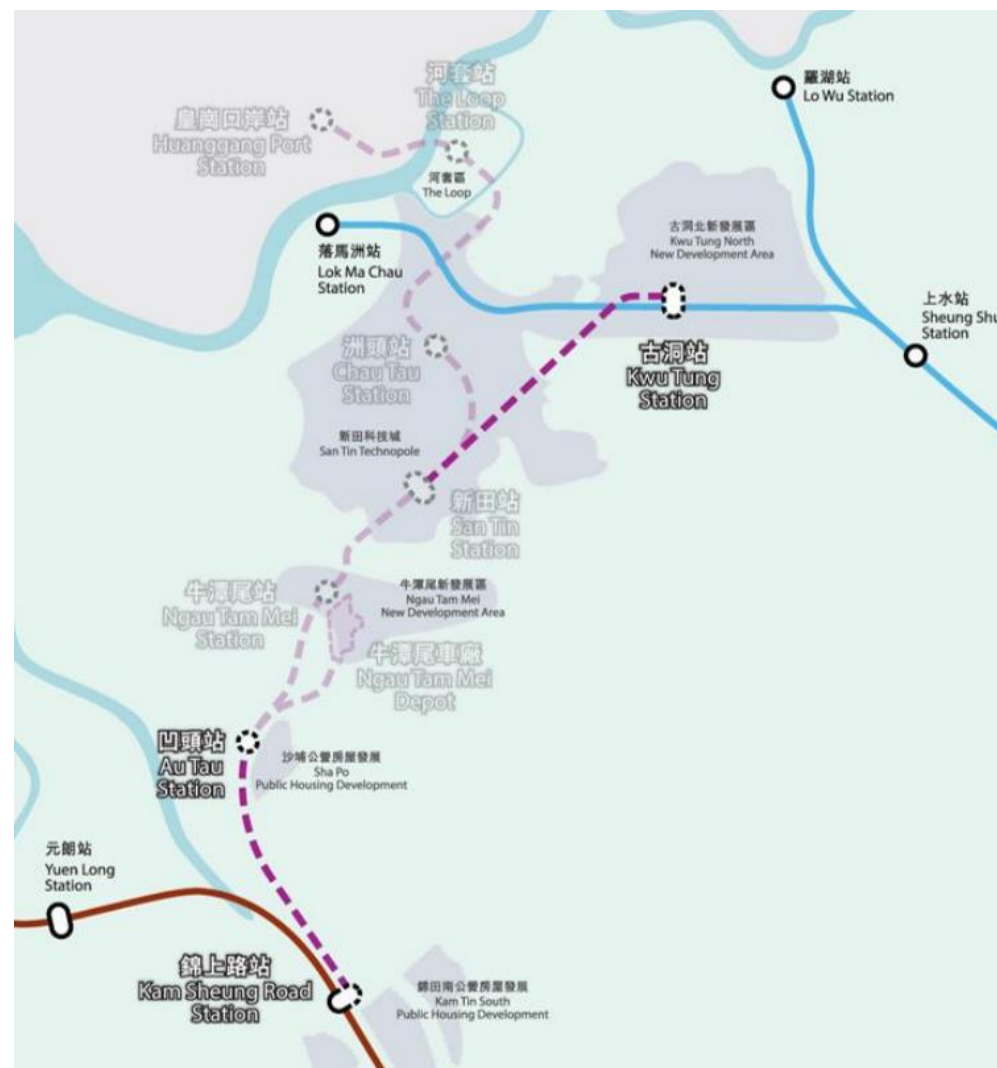 羅湖站
Lo Wu Station
河套站
The Loop
Station
皇崗口岸站
Huanggang Port
Station
河套區
The Loop
落馬洲站
Lok Ma Chau
Station
古洞北新發展區
Kwu Tung North
New Development Area
上水站
Sheung Shu
Station
洲頭站
Chau Tau
Station
古洞站
Kwu Tung
Station
新田科技城
San Tin Technopole
新田站
San Tin
Station
牛潭尾站
Ngau Tam Mei
Station
牛潭尾新發展區
Ngau Tam Mei
New Development Area
牛潭尾車廠
Ngau Tam Mei
Depot
凹頭站
Au Tau
Station
沙埔公營房屋發展
Sha Po
Public Housing Development
元朗站
Yuen Long
Station
錦上路站
Kam Sheung Road
Station
錦田南公營房屋發展
Kam Tin South
Public Housing Development